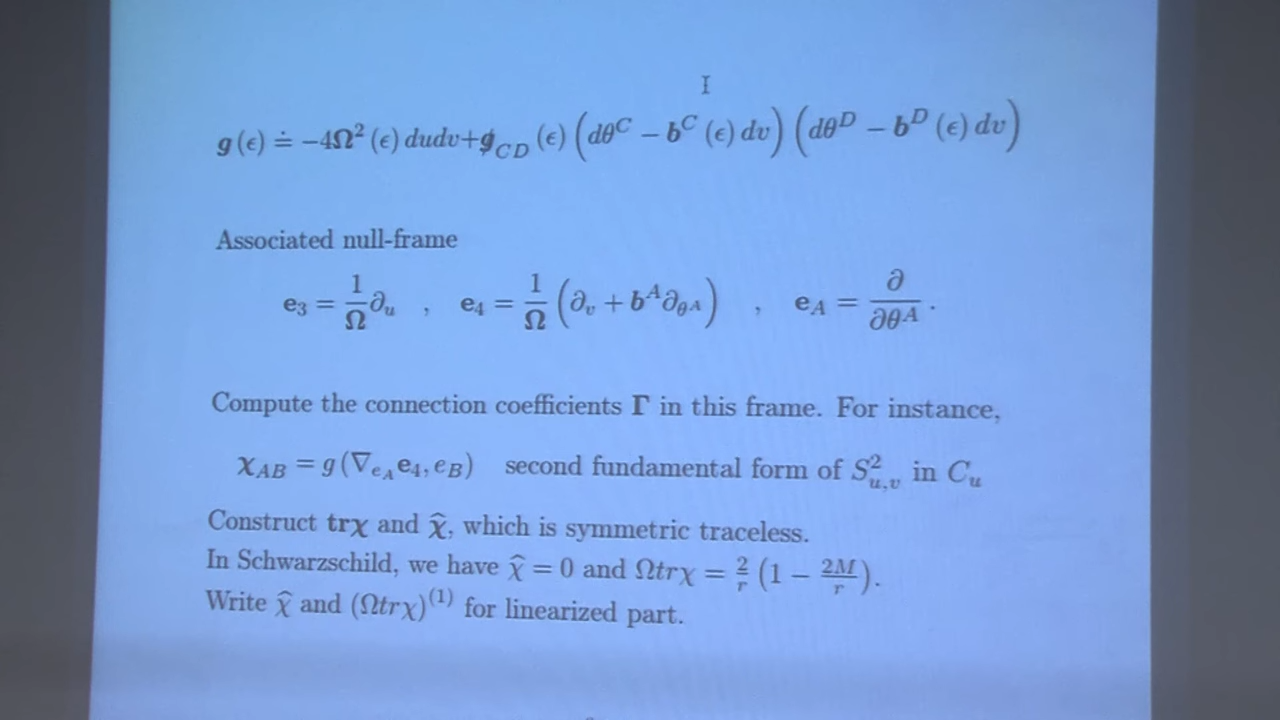 g(ϵ) ≐ −4Ω² (ϵ) dudv+g̸_CD (ϵ) (dθ^C − b^C (ϵ) dv) (dθ^D − b^D (ϵ) dv)
Associated null-frame
e₃ = 1/Ω ∂_u , e₄ = 1/Ω (∂_v + b^A ∂_θ^A) , e_A = ∂/∂θ^A .
Compute the connection coefficients Γ in this frame. For instance,
χ_AB = g(∇_e_A e₄, e_B) second fundamental form of S²_u,v in C_u
Construct trχ and χ̂, which is symmetric traceless.
In Schwarzschild, we have χ̂ = 0 and Ωtrχ = 2/r (1 − 2M/r).
Write χ̂ and (Ωtrχ)^(1) for linearized part.